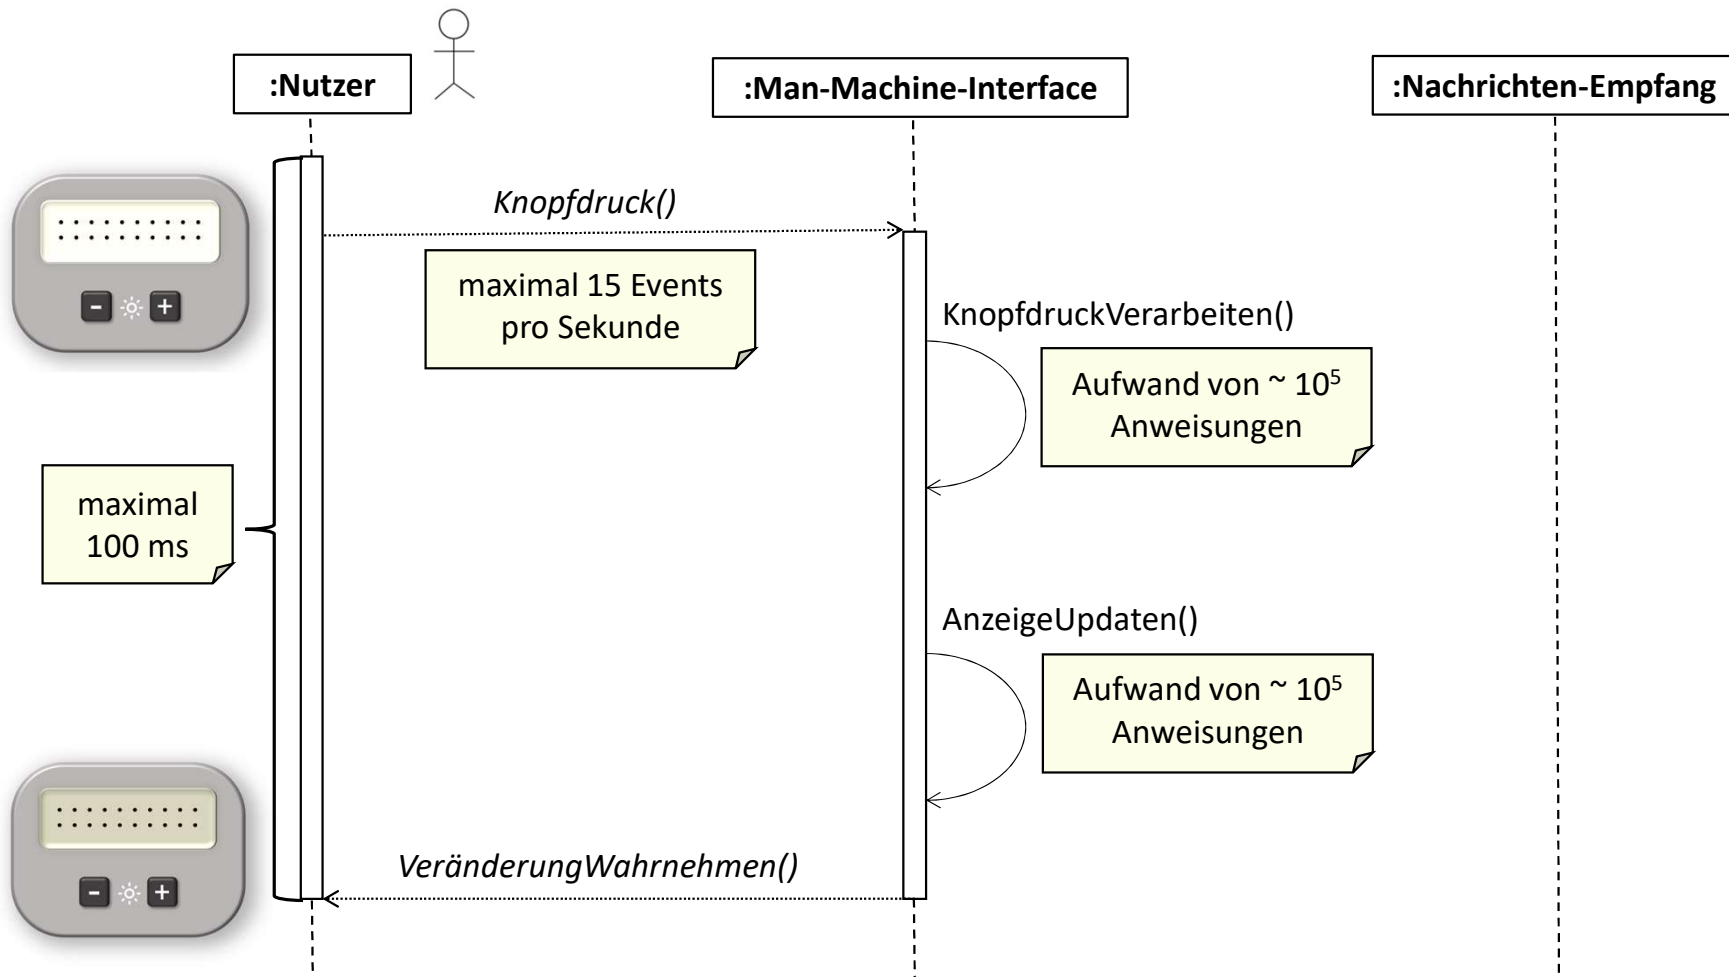 :Nutzer
:Man-Machine-Interface
:Nachrichten-Empfang
Knopfdruck()
maximal 15 Events
pro Sekunde
KnopfdruckVerarbeiten()
Aufwand von ~ 10⁵
Anweisungen
maximal
100 ms
AnzeigeUpdaten()
Aufwand von ~ 10⁵
Anweisungen
VeränderungWahrnehmen()
- +
- +